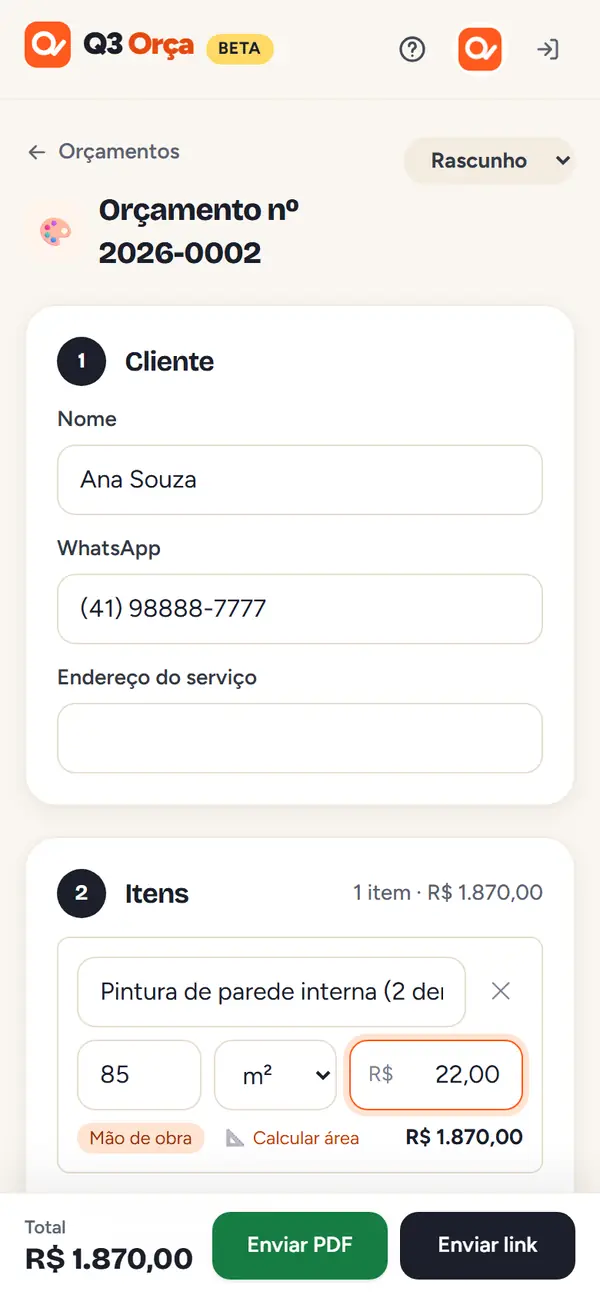 Q3 Orça BETA
Orçamentos
Rascunho
Orçamento nº
2026-0002
1 Cliente
Nome
Ana Souza
WhatsApp
(41) 98888-7777
Endereço do serviço
2 Itens 1 item · R$ 1.870,00
Pintura de parede interna (2 der
85 m² R$ 22,00
Mão de obra Calcular área R$ 1.870,00
Total
R$ 1.870,00
Enviar PDF Enviar link